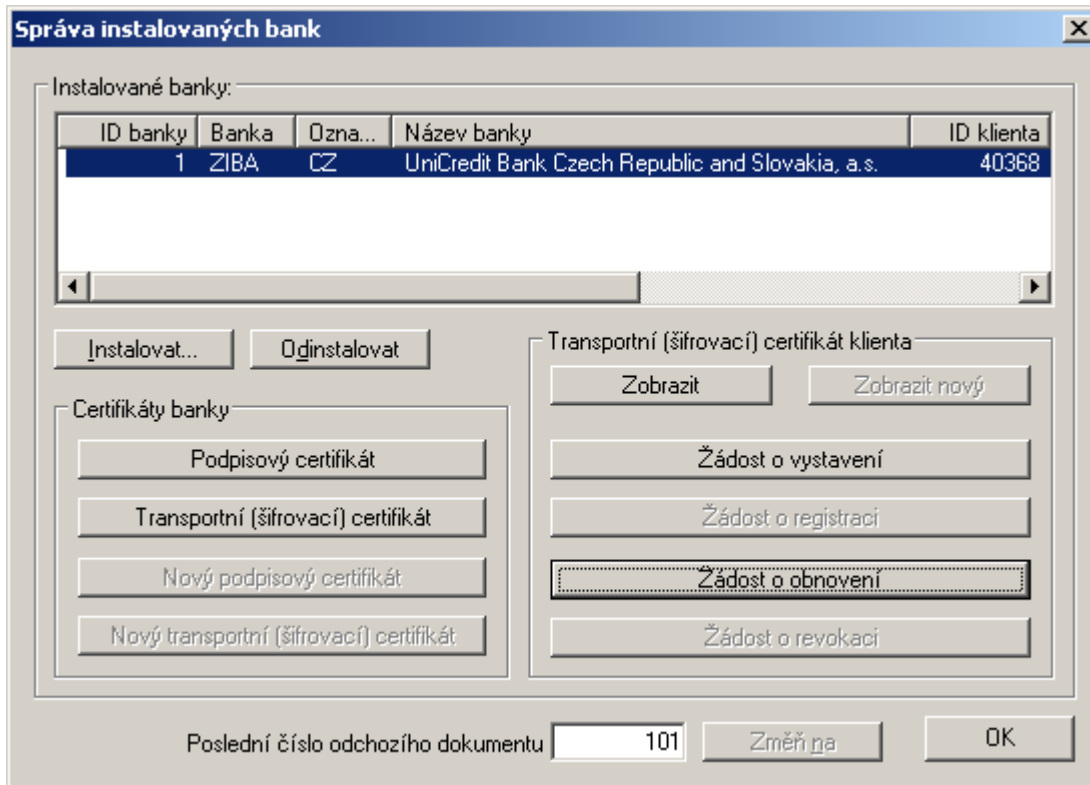 Správa instalovaných bank
Instalované banky:
ID banky Banka Ozna... Název banky ID klienta
1 ZIBA CZ UniCredit Bank Czech Republic and Slovakia, a.s. 40368
Instalovat... Odinstalovat
Certifikáty banky
Podpisový certifikát
Transportní (šifrovací) certifikát
Nový podpisový certifikát
Nový transportní (šifrovací) certifikát
Transportní (šifrovací) certifikát klienta
Zobrazit Zobrazit nový
Žádost o vystavení
Žádost o registraci
Žádost o obnovení
Žádost o revokaci
Poslední číslo odchozího dokumentu 101 Změň na OK